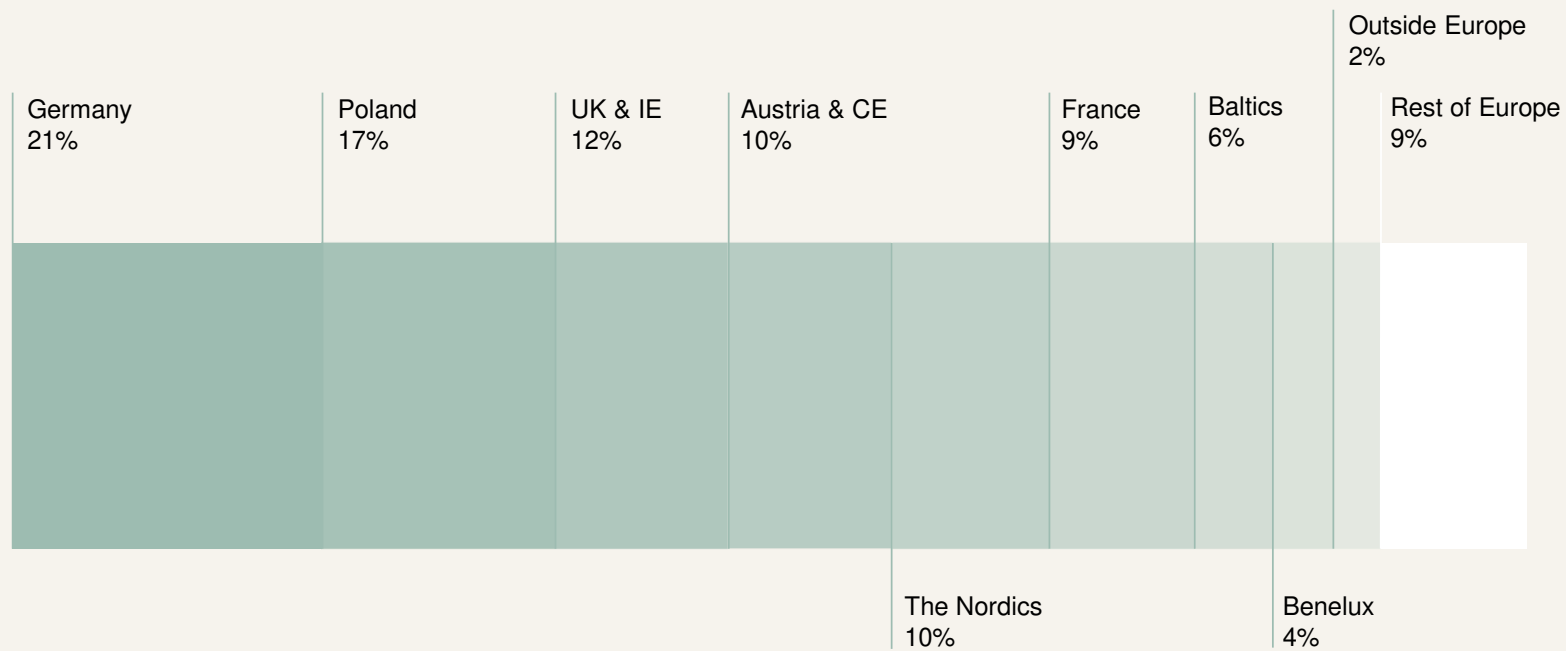 Outside Europe
2%
Germany
21%
Poland
17%
UK & IE
12%
Austria & CE
10%
France
9%
Baltics
6%
Rest of Europe
9%
The Nordics
10%
Benelux
4%